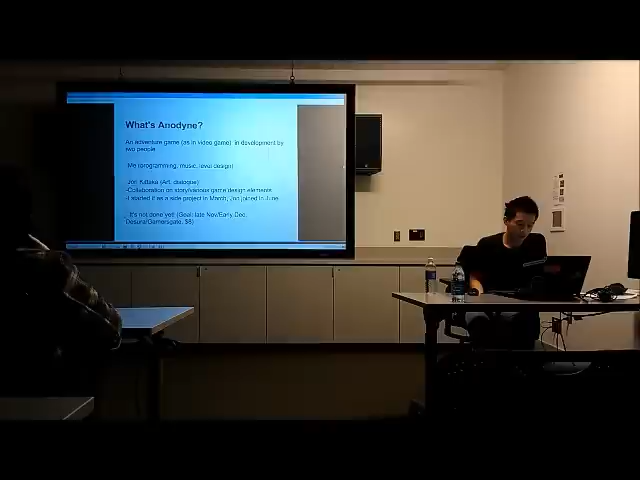 What's Anodyne?
An adventure game (as in video game) in development by
two people
Me (programming, music, level design)
Jon Kittaka (Art, dialogue)
-Collaboration on story/various game design elements
-I started it as a side project in March, Jon joined in June
It's not done yet! (Goal: late Nov/Early Dec,
Desura/Gamersgate, $8)